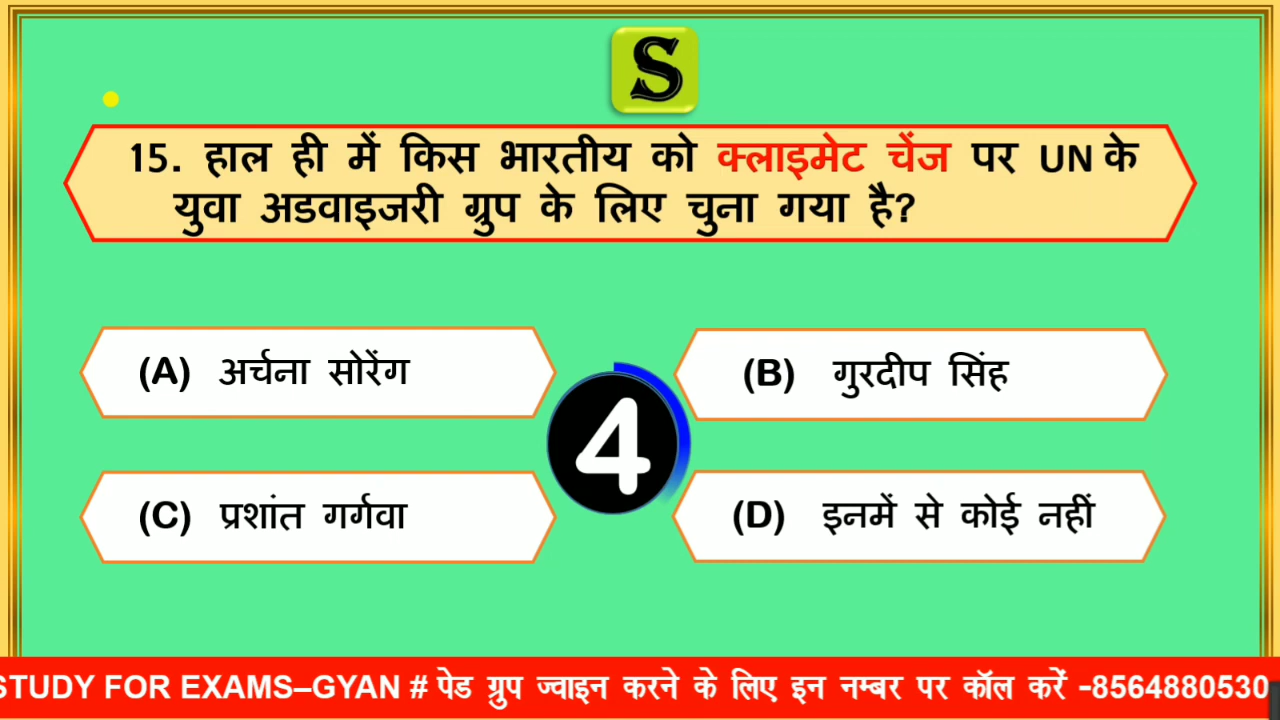 S
15. हाल ही में किस भारतीय को क्लाइमेट चेंज पर UN के
युवा अडवाइजरी ग्रुप के लिए चुना गया है?
(A) अर्चना सोरेंग
(B) गुरदीप सिंह
4
(C) प्रशांत गर्गवा
(D) इनमें से कोई नहीं
STUDY FOR EXAMS–GYAN # पेड ग्रुप ज्वाइन करने के लिए इन नम्बर पर कॉल करें -8564880530